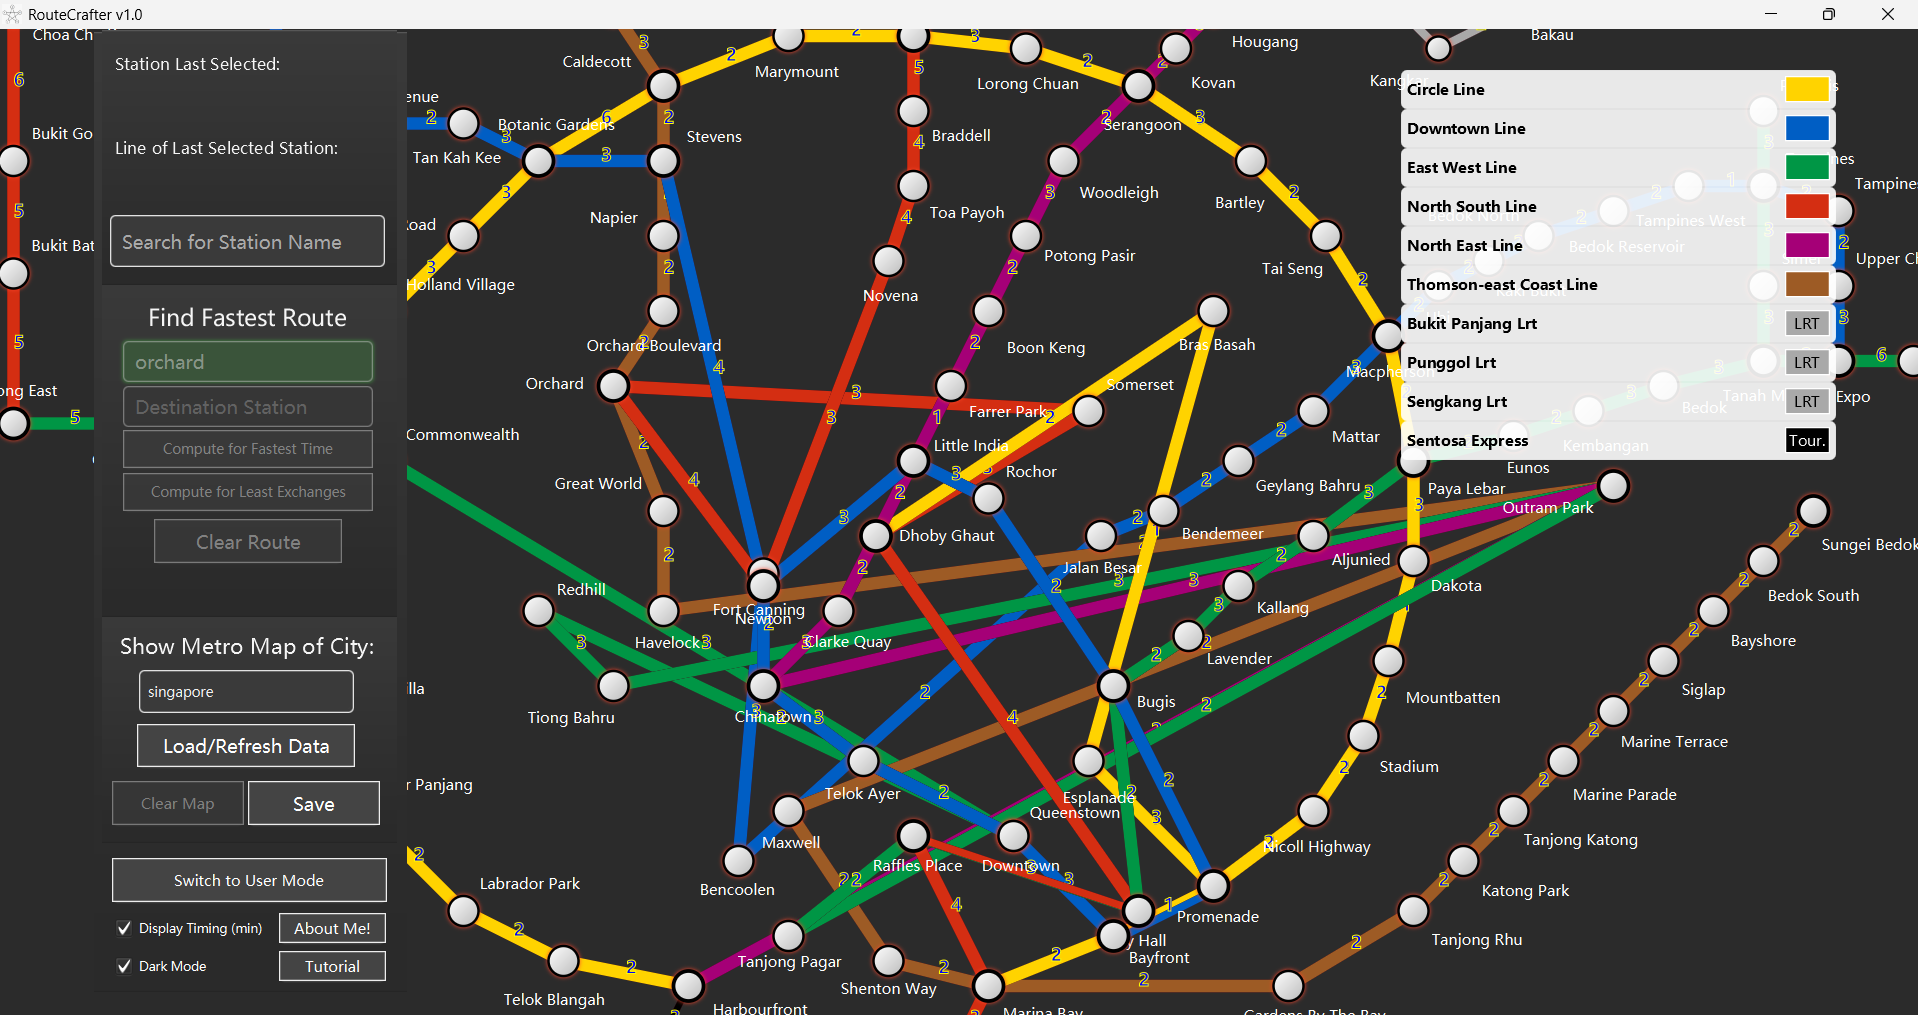 RouteCrafter v1.0
Station Last Selected:
Line of Last Selected Station:
Search for Station Name
Find Fastest Route
orchard
Destination Station
Compute for Fastest Time
Compute for Least Exchanges
Clear Route
Show Metro Map of City:
singapore
Load/Refresh Data
Clear Map
Save
Switch to User Mode
Display Timing (min)
About Me!
Dark Mode
Tutorial
Circle Line
Downtown Line
East West Line
North South Line
North East Line
Thomson-east Coast Line
Bukit Panjang Lrt
LRT
Punggol Lrt
LRT
Sengkang Lrt
LRT
Sentosa Express
Tour.
Choa Ch
Bukit Go
Bukit Bat
ong East
enue
Botanic Gardens
Tan Kah Kee
oad
Holland Village
Commonwealth
illa
r Panjang
Caldecott
Marymount
Lorong Chuan
Hougang
Kovan
Bakau
Stevens
Braddell
Serangoon
Napier
Toa Payoh
Woodleigh
Bartley
Potong Pasir
Tai Seng
Novena
Orchard Boulevard
Boon Keng
Bras Basah
Macpherson
Orchard
Somerset
Farrer Park
Little India
Rochor
Mattar
Great World
Geylang Bahru
Paya Lebar
Eunos
Kembangan
Bedok
Tanah M
Expo
Bedok North
Bedok Reservoir
Tampines West
Tampine
Upper Ch
Simei
Outram Park
Sungei Bedok
Dhoby Ghaut
Bendemeer
Jalan Besar
Aljunied
Dakota
Bedok South
Redhill
Havelock
Fort Canning
Newton
Clarke Quay
Kallang
Lavender
Bayshore
Tiong Bahru
Chinatown
Bugis
Mountbatten
Siglap
Marine Terrace
Stadium
Telok Ayer
Esplanade
Queenstown
Marine Parade
Maxwell
Raffles Place
Downtown
Nicoll Highway
Tanjong Katong
Labrador Park
Bencoolen
Katong Park
Promenade
y Hall
Bayfront
Tanjong Rhu
Tanjong Pagar
Shenton Way
Telok Blangah
Harbourfront
Marina Bay
Gardens By The Bay